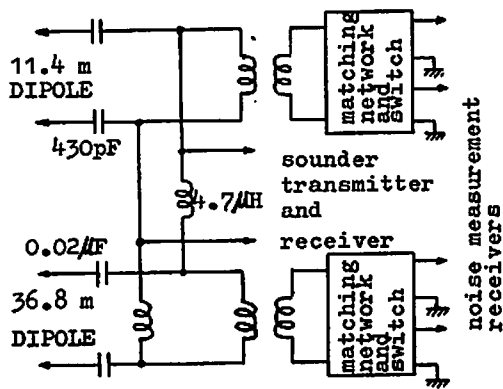 11.4 m
DIPOLE
430pF
matching
network
and
switch
sounder
transmitter
and
receiver
4.7µH
0.02µF
36.8 m
DIPOLE
matching
network
and
switch
noise measurement
receivers